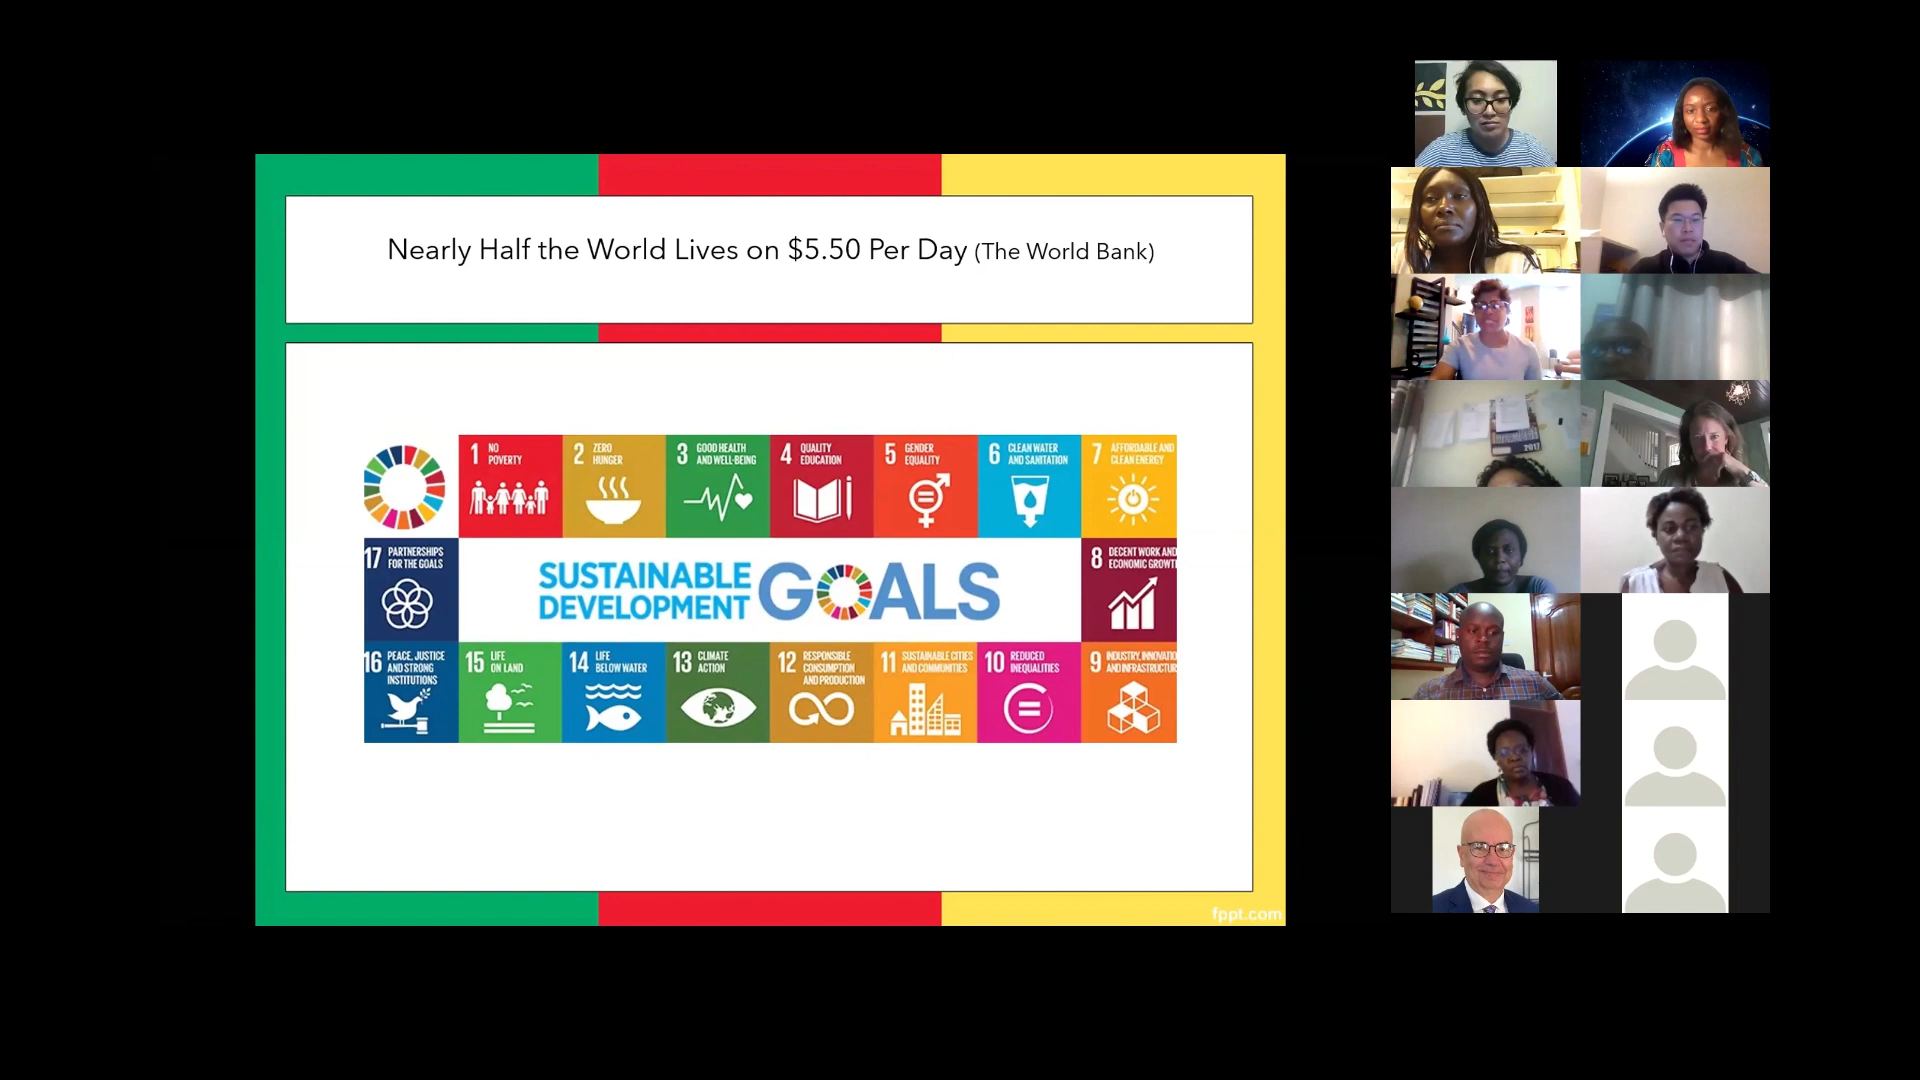 Nearly Half the World Lives on $5.50 Per Day (The World Bank)
1 NO
POVERTY
2 ZERO
HUNGER
3 GOOD HEALTH
AND WELL-BEING
4 QUALITY
EDUCATION
5 GENDER
EQUALITY
6 CLEAN WATER
AND SANITATION
7 AFFORDABLE AND
CLEAN ENERGY
17 PARTNERSHIPS
FOR THE GOALS
SUSTAINABLE
DEVELOPMENT
GOALS
8 DECENT WORK AND
ECONOMIC GROWT
16 PEACE, JUSTICE
AND STRONG
INSTITUTIONS
15 LIFE
ON LAND
14 LIFE
BELOW WATER
13 CLIMATE
ACTION
12 RESPONSIBLE
CONSUMPTION
AND PRODUCTION
11 SUSTAINABLE CITIES
AND COMMUNITIES
10 REDUCED
INEQUALITIES
9 INDUSTRY, INNOVATIO
AND INFRASTRUCTUR
fppt.com
2017